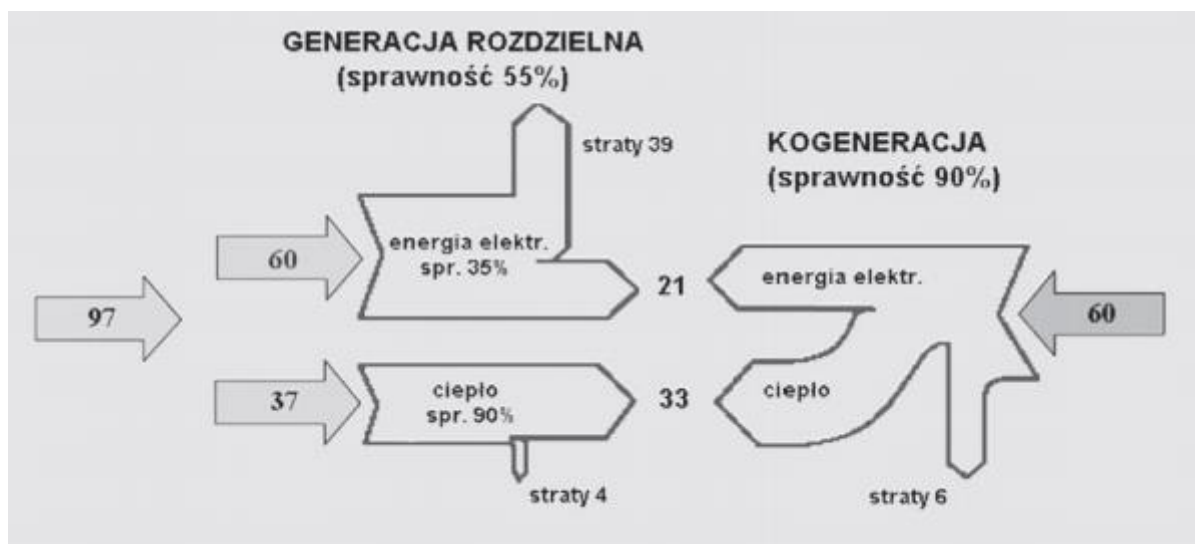 GENERACJA ROZDZIELNA
(sprawność 55%)
straty 39
KOGENERACJA
(sprawność 90%)
energia elektr.
spr. 35%
60
21
energia elektr.
97
60
37
ciepło
spr. 90%
33
ciepło
straty 4
straty 6